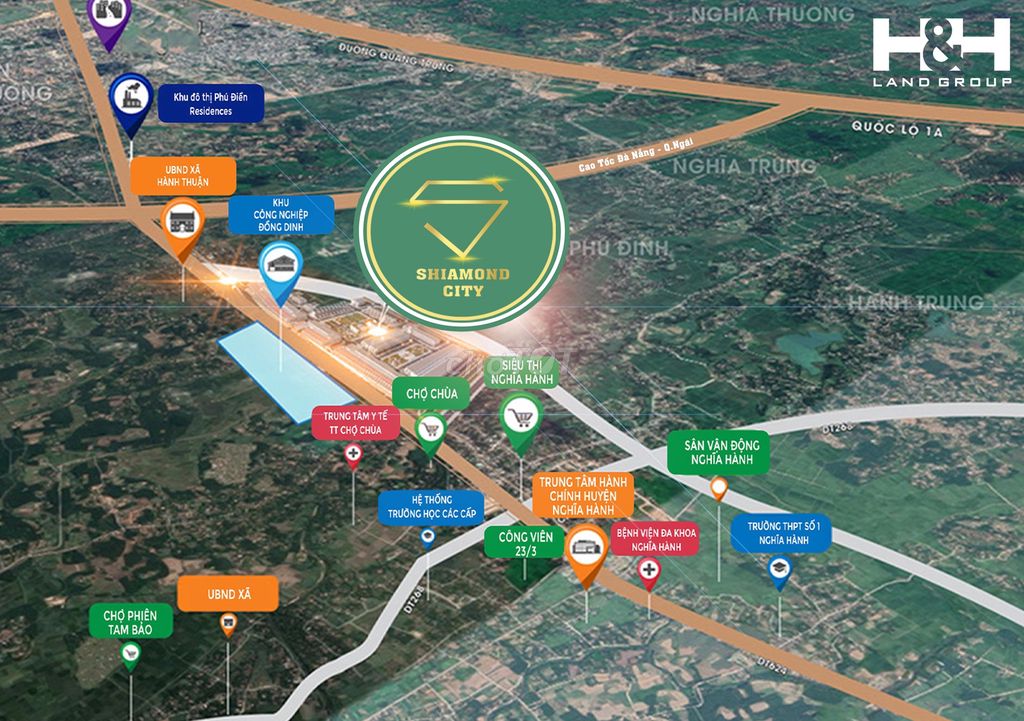 NGHĨA THƯƠNG
H&H
LAND GROUP
ĐƯỜNG QUANG TRUNG
Khu đô thị Phú Điền
Residences
QUỐC LỘ 1A
Cao Tốc Đà Nẵng - Q.Ngãi
NGHĨA TRUNG
UBND XÃ
HÀNH THUẬN
KHU
CÔNG NGHIỆP
ĐỒNG DINH
SHIAMOND
CITY
PHÚ ĐỊNH
HÀNH TRUNG
SIÊU THỊ
NGHĨA HÀNH
CHỢ CHÙA
TRUNG TÂM Y TẾ
TT CHỢ CHÙA
SÂN VẬN ĐỘNG
NGHĨA HÀNH
TRUNG TÂM HÀNH
CHÍNH HUYỆN
NGHĨA HÀNH
HỆ THỐNG
TRƯỜNG HỌC CÁC CẤP
CÔNG VIÊN
23/3
BỆNH VIỆN ĐA KHOA
NGHĨA HÀNH
TRƯỜNG THPT SỐ 1
NGHĨA HÀNH
UBND XÃ
DT268
CHỢ PHIÊN
TAM BẢO
DT624